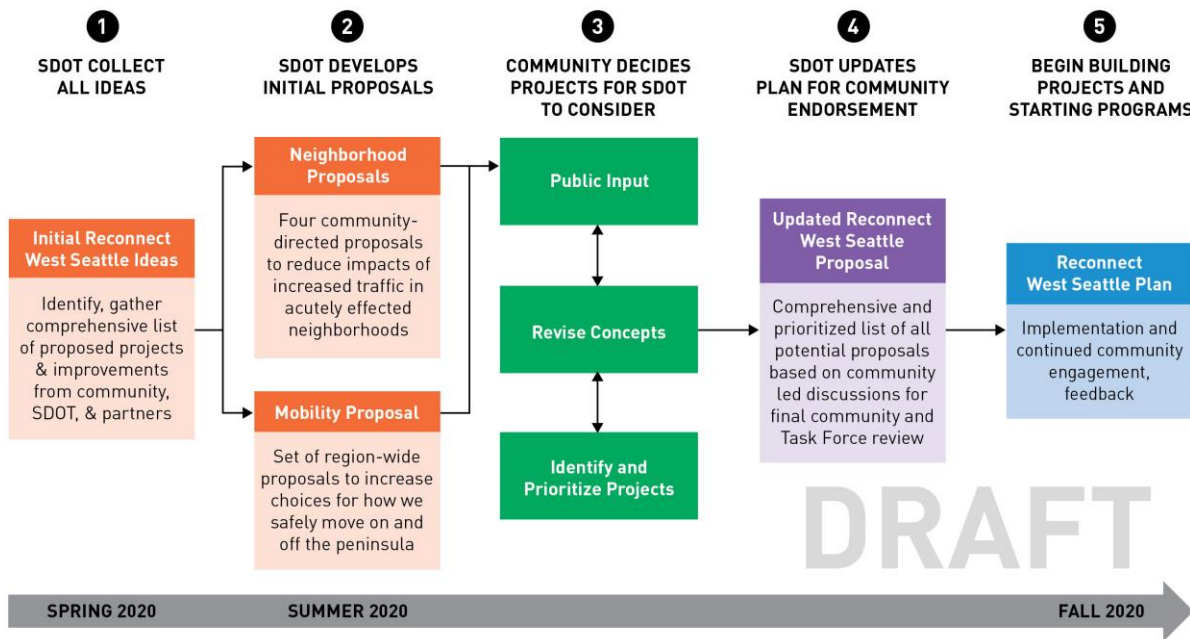 1
SDOT COLLECT
ALL IDEAS
2
SDOT DEVELOPS
INITIAL PROPOSALS
3
COMMUNITY DECIDES
PROJECTS FOR SDOT
TO CONSIDER
4
SDOT UPDATES
PLAN FOR COMMUNITY
ENDORSEMENT
5
BEGIN BUILDING
PROJECTS AND
STARTING PROGRAMS
Initial Reconnect
West Seattle Ideas
Identify, gather
comprehensive list
of proposed projects
& improvements
from community,
SDOT, & partners
Neighborhood
Proposals
Four community-
directed proposals
to reduce impacts of
increased traffic in
acutely effected
neighborhoods
Mobility Proposal
Set of region-wide
proposals to increase
choices for how we
safely move on and
off the peninsula
Public Input
Revise Concepts
Identify and
Prioritize Projects
Updated Reconnect
West Seattle
Proposal
Comprehensive and
prioritized list of all
potential proposals
based on community
led discussions for
final community and
Task Force review
Reconnect
West Seattle Plan
Implementation and
continued community
engagement,
feedback
DRAFT
SPRING 2020
SUMMER 2020
FALL 2020